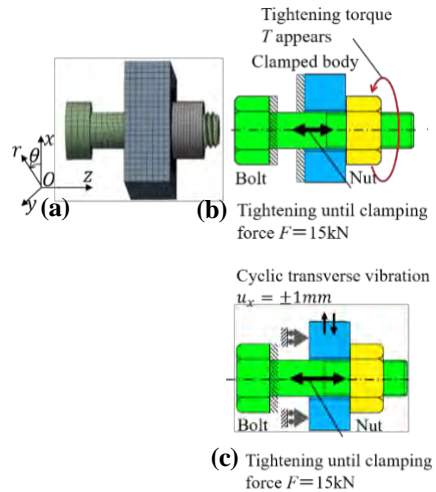 Tightening torque
T appears
Clamped body
x
r
θ
O
z
y
(a)
(b)
Bolt
Nut
Tightening until clamping
force F=15kN
Cyclic transverse vibration
u_x = ±1mm
Bolt
Nut
(c)
Tightening until clamping
force F=15kN